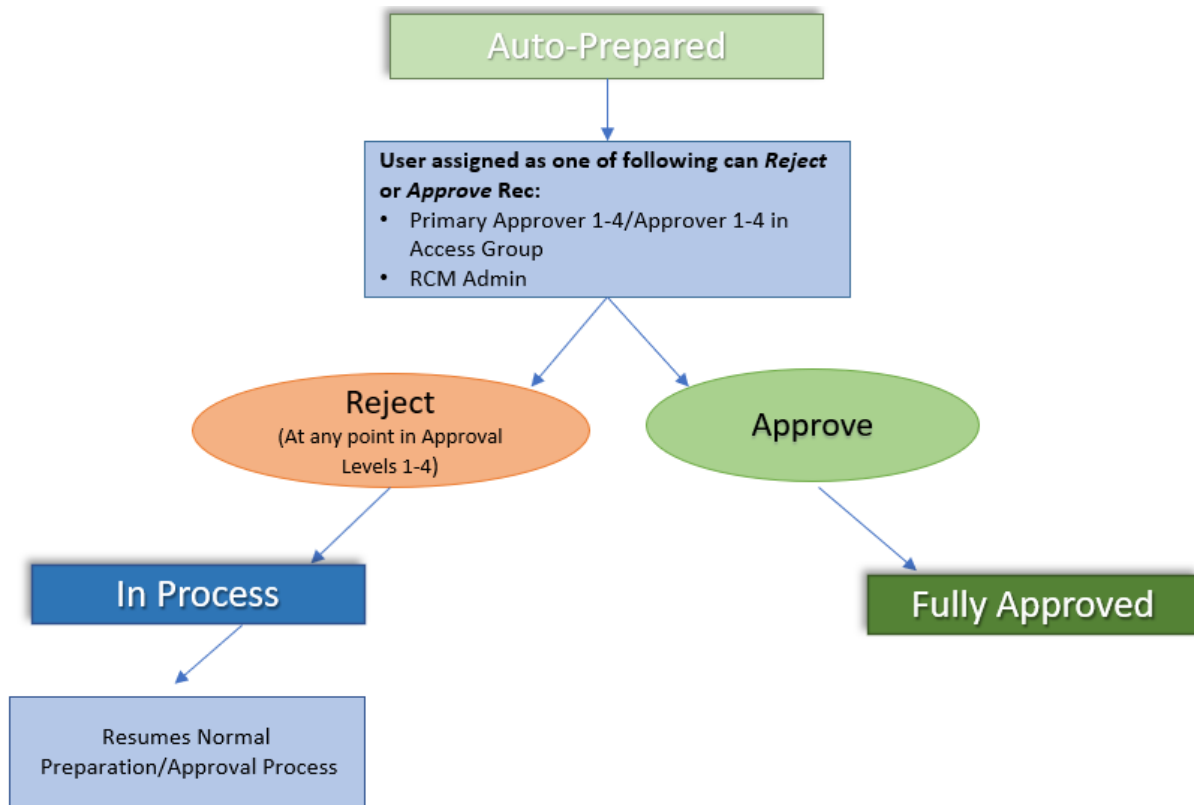 Auto-Prepared
User assigned as one of following can Reject
or Approve Rec:
• Primary Approver 1-4/Approver 1-4 in
Access Group
• RCM Admin
Reject
(At any point in Approval
Levels 1-4)
Approve
In Process
Fully Approved
Resumes Normal
Preparation/Approval Process